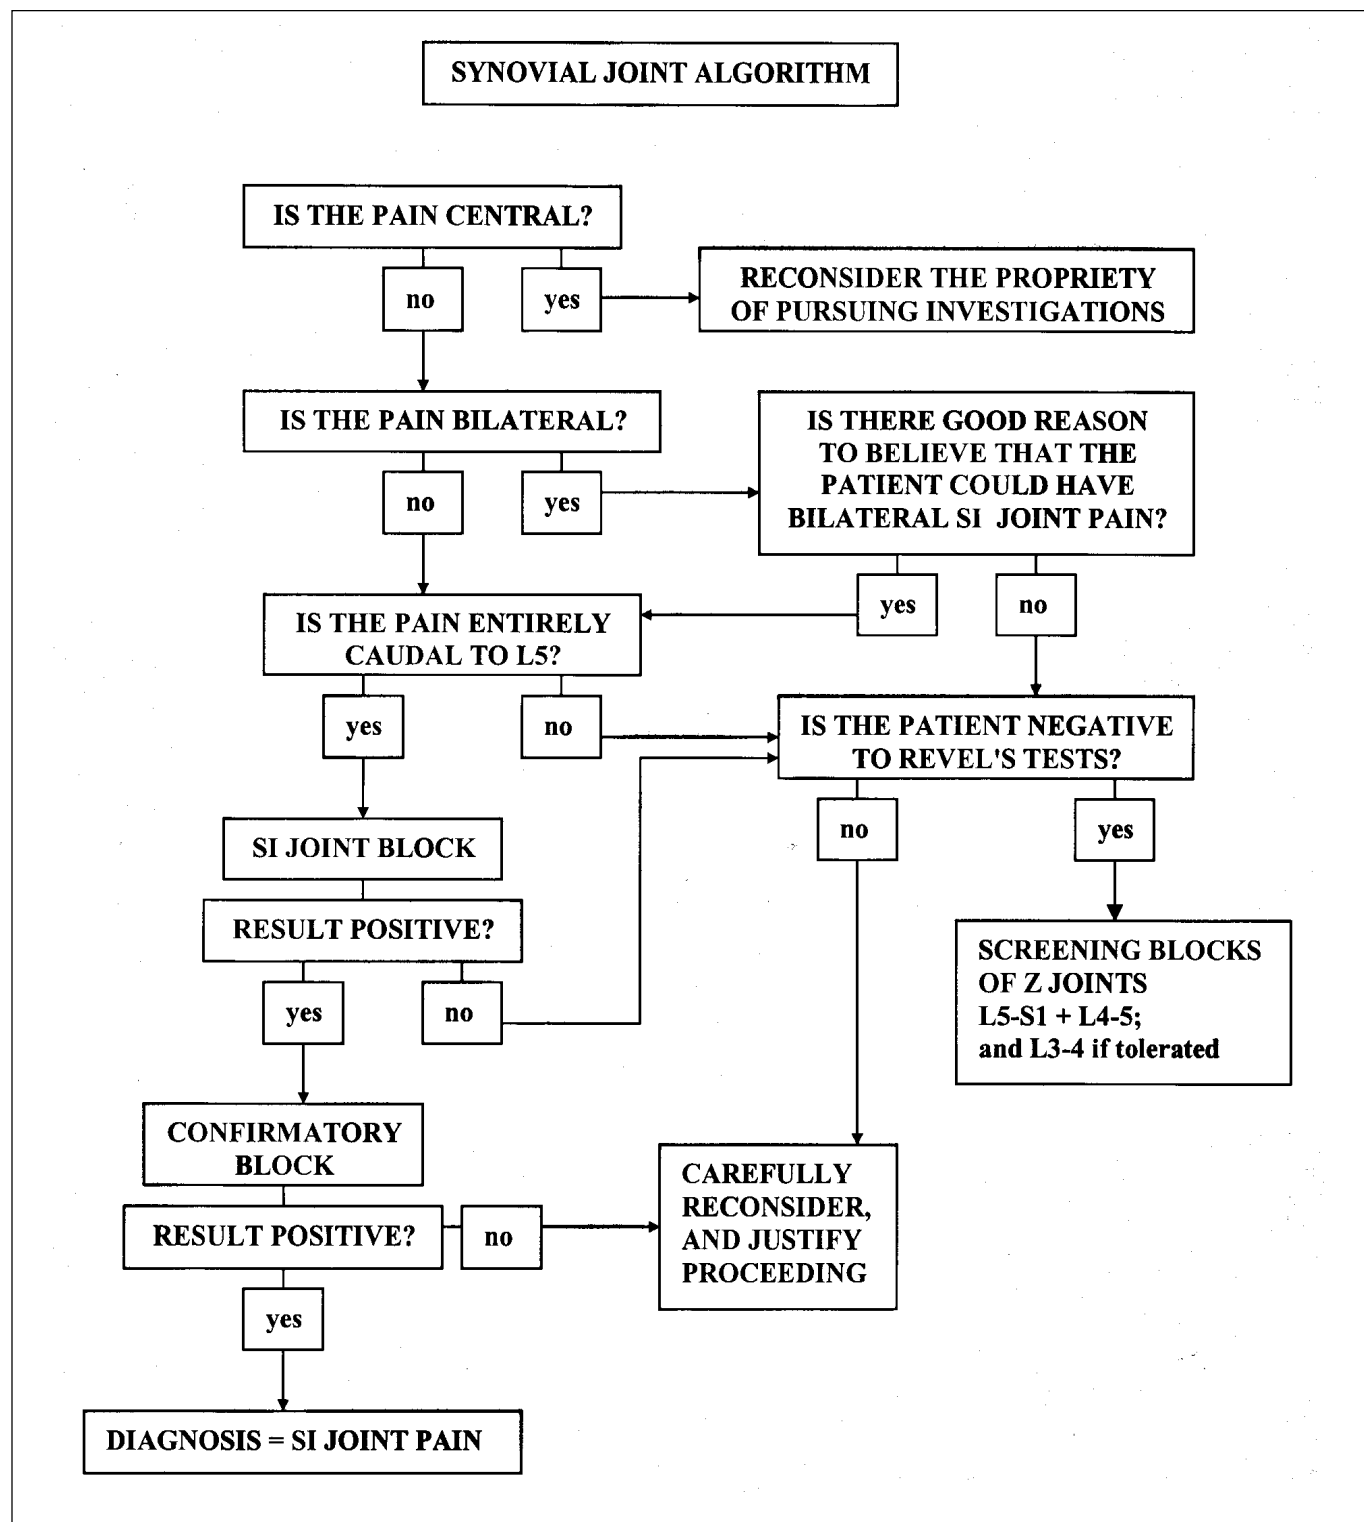 SYNOVIAL JOINT ALGORITHM
IS THE PAIN CENTRAL?
no
yes
RECONSIDER THE PROPRIETY
OF PURSUING INVESTIGATIONS
IS THE PAIN BILATERAL?
no
yes
IS THERE GOOD REASON
TO BELIEVE THAT THE
PATIENT COULD HAVE
BILATERAL SI JOINT PAIN?
yes
no
IS THE PAIN ENTIRELY
CAUDAL TO L5?
yes
no
IS THE PATIENT NEGATIVE
TO REVEL'S TESTS?
no
yes
SI JOINT BLOCK
RESULT POSITIVE?
yes
no
SCREENING BLOCKS
OF Z JOINTS
L5-S1 + L4-5;
and L3-4 if tolerated
CONFIRMATORY
BLOCK
RESULT POSITIVE?
no
CAREFULLY
RECONSIDER,
AND JUSTIFY
PROCEEDING
yes
DIAGNOSIS = SI JOINT PAIN